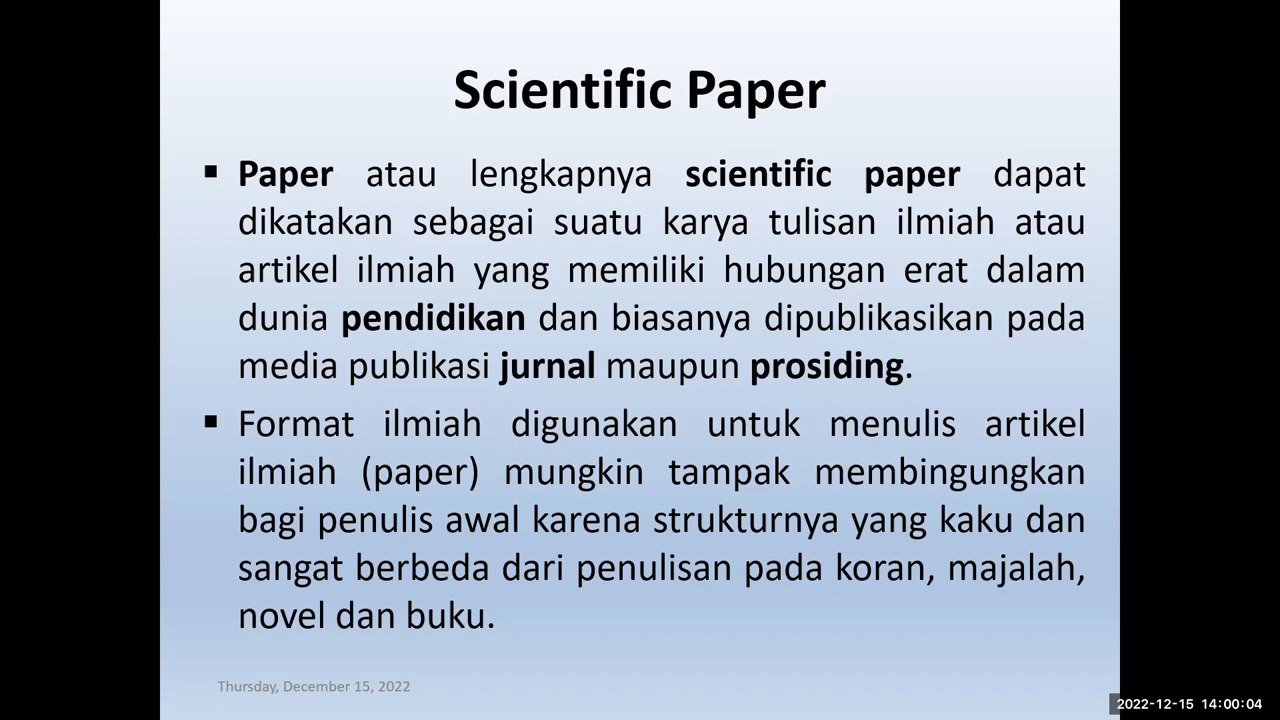 Scientific Paper
▪ Paper atau lengkapnya scientific paper dapat
dikatakan sebagai suatu karya tulisan ilmiah atau
artikel ilmiah yang memiliki hubungan erat dalam
dunia pendidikan dan biasanya dipublikasikan pada
media publikasi jurnal maupun prosiding.
▪ Format ilmiah digunakan untuk menulis artikel
ilmiah (paper) mungkin tampak membingungkan
bagi penulis awal karena strukturnya yang kaku dan
sangat berbeda dari penulisan pada koran, majalah,
novel dan buku.
Thursday, December 15, 2022
2022-12-15 14:00:04